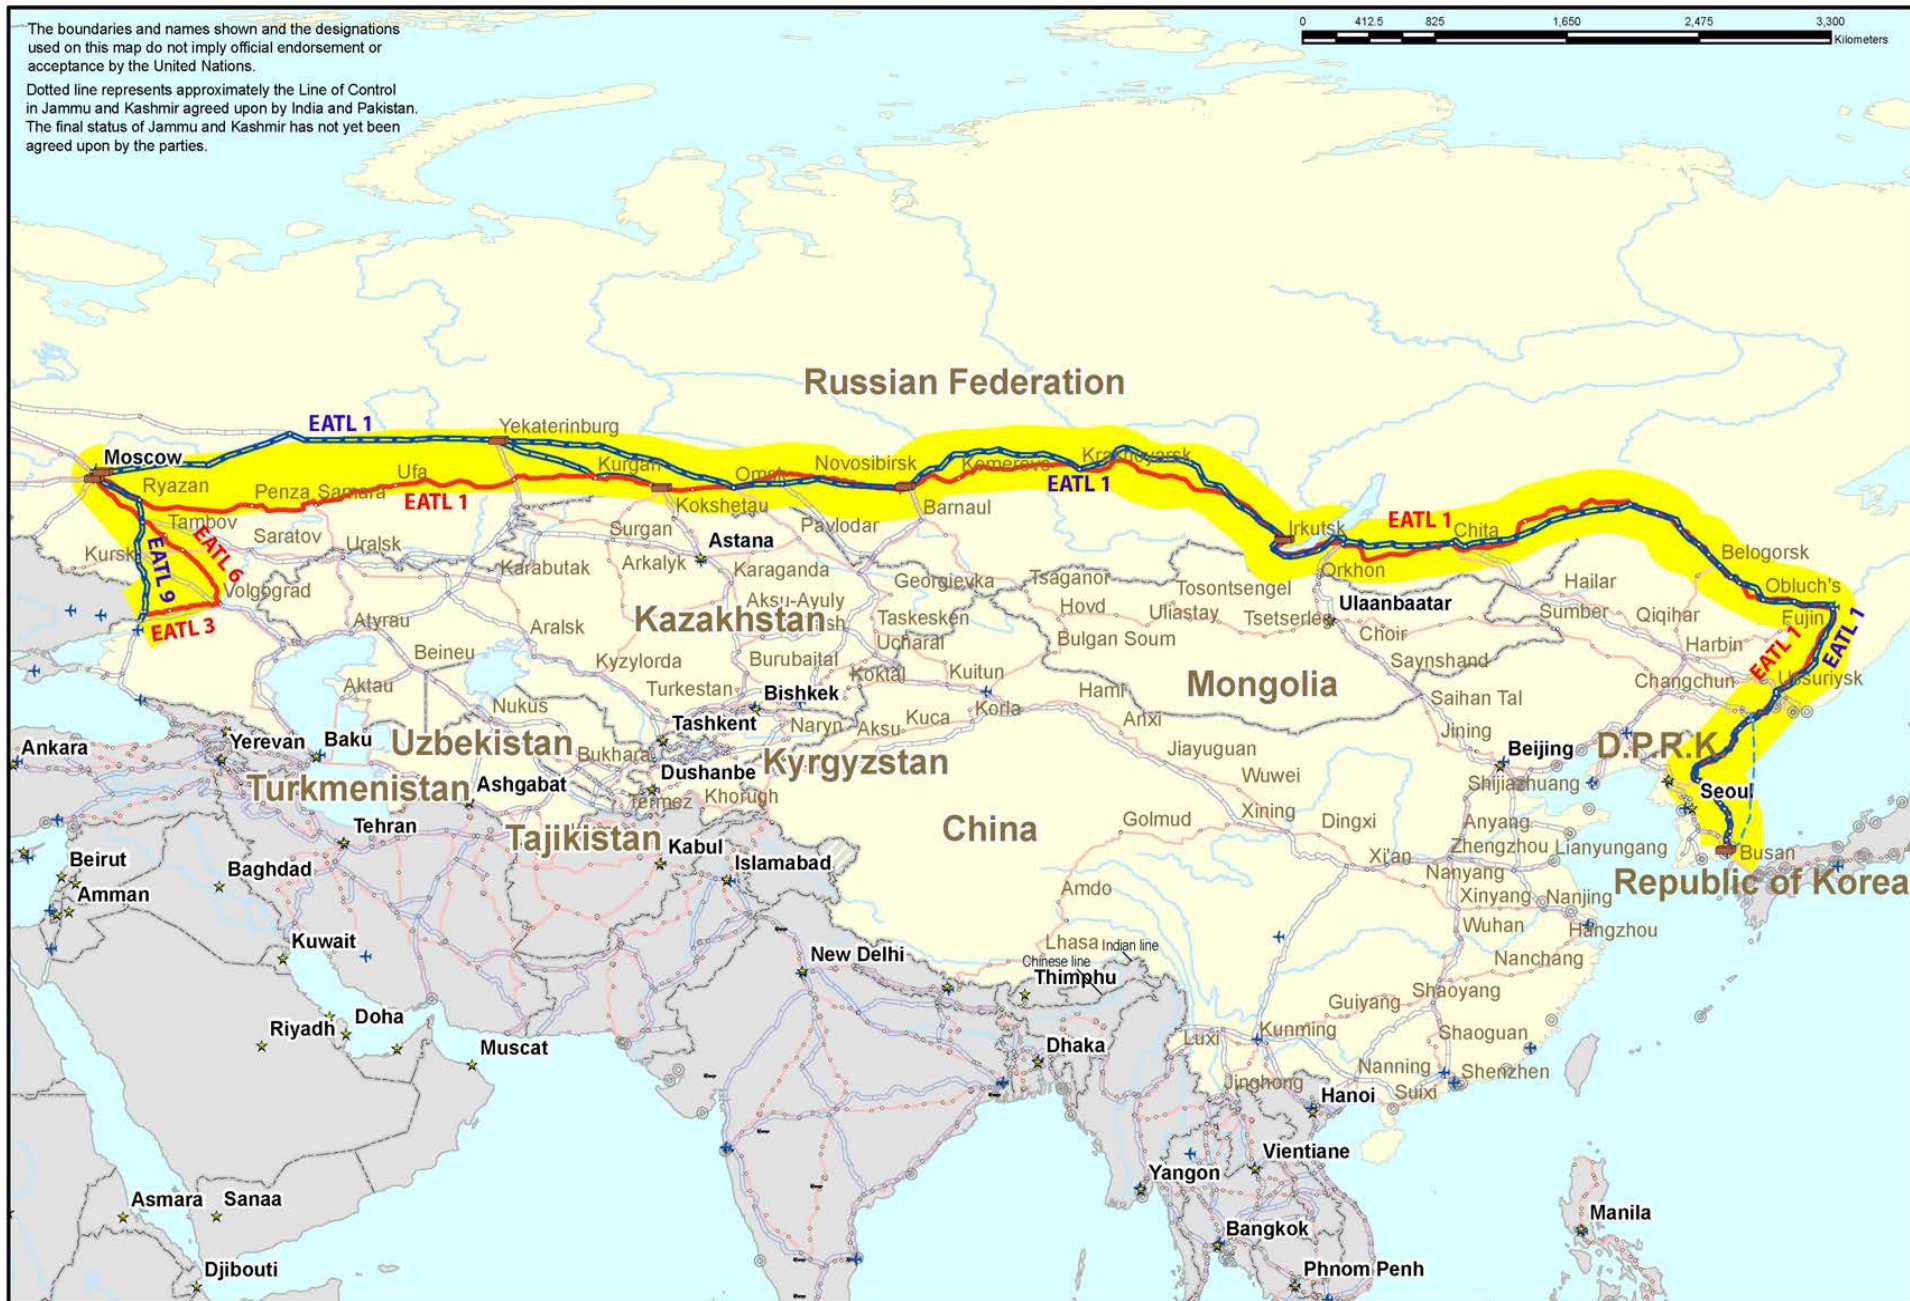 The boundaries and names shown and the designations
used on this map do not imply official endorsement or
acceptance by the United Nations.
Dotted line represents approximately the Line of Control
in Jammu and Kashmir agreed upon by India and Pakistan.
The final status of Jammu and Kashmir has not yet been
agreed upon by the parties.
0 412.5 825 1,650 2,475 3,300
Kilometers
Russian Federation
EATL 1
Yekaterinburg
Moscow
Ryazan
Penza
Samara
Ufa
EATL 1
Kurgan
Omsk
Novosibirsk
Kemerovo
Krasnoyarsk
EATL 1
Kokshetau
Barnaul
Pavlodar
Irkutsk
EATL 1
Chita
Tambov
Saratov
Uralsk
Surgan
Kursk
EATL 9
EATL 6
Volgograd
EATL 3
Astana
Arkalyk
Karabutak
Karaganda
Georgievka
Tsaganor
Tosontsengel
Orkhon
Hailar
Belogorsk
Obluch's
Fujin
EATL 1
EATL 1
Ussuriysk
Atyrau
Aralsk
Kazakhstan
Aksu-Ayuly
Taskesken
Ucharal
Hovd
Uliastay
Tsetserleg
Ulaanbaatar
Choir
Sumber
Qiqihar
Harbin
Bulgan Soum
Saynshand
Changchun
Beineu
Aktau
Kyzylorda
Burubaital
Koktal
Kuitun
Mongolia
Saihan Tal
Turkestan
Bishkek
Nukus
Tashkent
Naryn
Aksu
Kuca
Korla
Hami
Anxi
Jining
Beijing
D.P.R.K.
Ankara
Yerevan
Baku
Uzbekistan
Bukhara
Dushanbe
Kyrgyzstan
Jiayuguan
Wuwei
Shijiazhuang
Seoul
Turkmenistan
Ashgabat
Termez
Khorugh
Xining
Golmud
Dingxi
Anyang
Tehran
Tajikistan
Kabul
China
Xi'an
Zhengzhou
Lianyungang
Busan
Beirut
Baghdad
Islamabad
Nanyang
Republic of Korea
Amman
Amdo
Xinyang
Nanjing
Wuhan
Hangzhou
Kuwait
New Delhi
Lhasa
Indian line
Chinese line
Nanchang
Thimphu
Shaoyang
Guiyang
Riyadh
Doha
Muscat
Dhaka
Luxi
Kunming
Shaoguan
Nanning
Shenzhen
Jinghong
Suixi
Hanoi
Vientiane
Yangon
Asmara
Sanaa
Manila
Bangkok
Djibouti
Phnom Penh